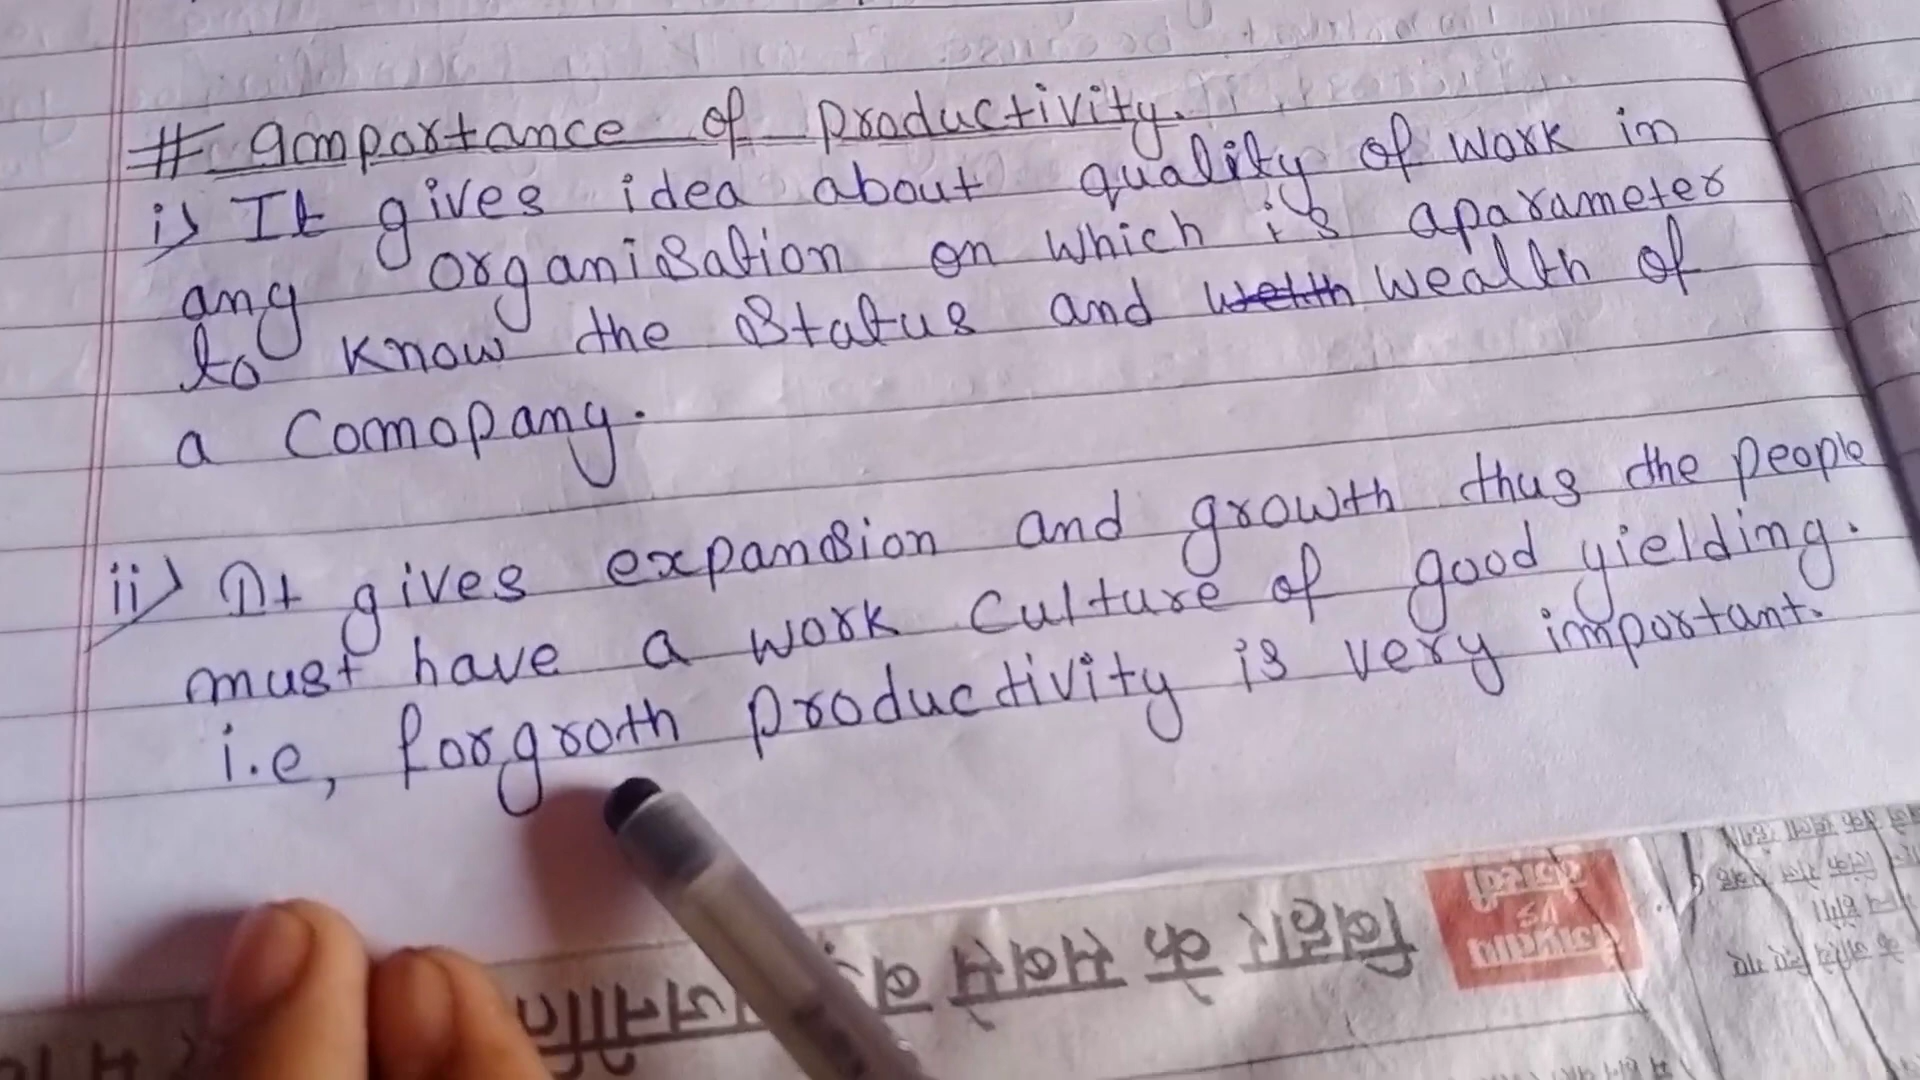 # Importance of productivity.
i) It gives idea about quality of work in
any organisation on which is aparameter
to know the status and wealth of
a Comopany.
ii) It gives expansion and growth thus the people
must have a work culture of good yielding.
i.e, forgroth productivity is very important.
बिहार के सबसे